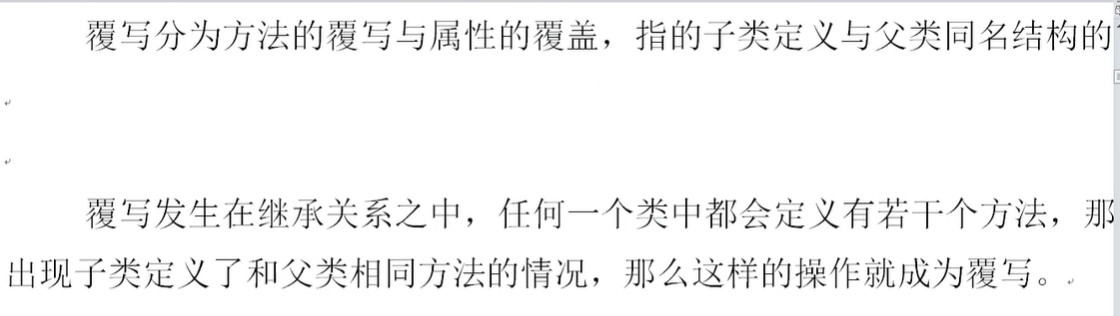 覆写分为方法的覆写与属性的覆盖，指的子类定义与父类同名结构的
覆写发生在继承关系之中，任何一个类中都会定义有若干个方法，那
出现子类定义了和父类相同方法的情况，那么这样的操作就成为覆写。